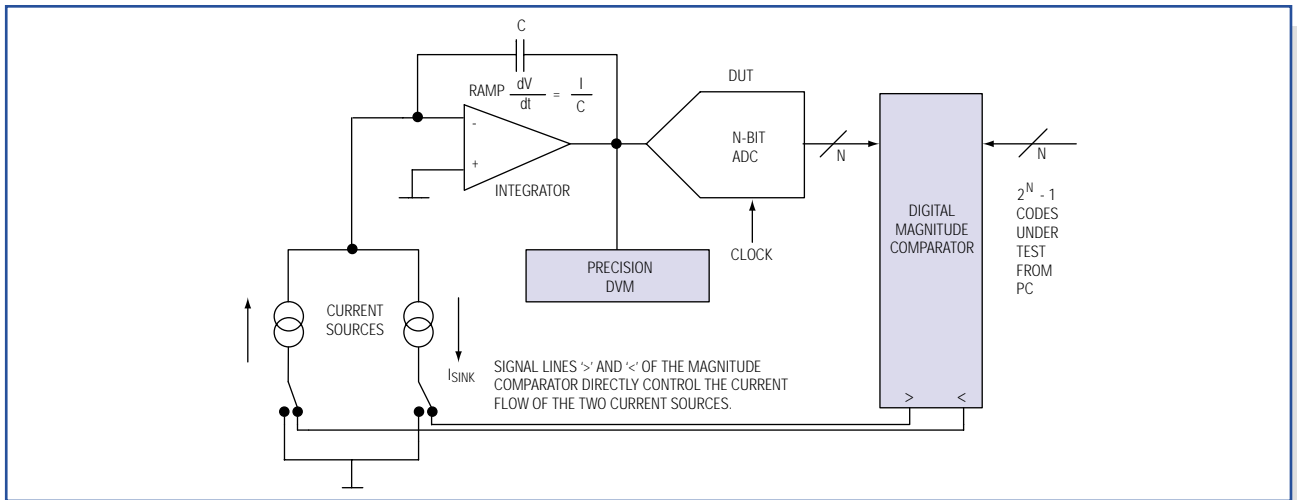 C
RAMP dV/dt = I/C
-
+
INTEGRATOR
DUT
N-BIT
ADC
N
CLOCK
PRECISION
DVM
DIGITAL
MAGNITUDE
COMPARATOR
> <
N
2^N - 1
CODES
UNDER
TEST
FROM
PC
CURRENT
SOURCES
ISINK
SIGNAL LINES '>' AND '<' OF THE MAGNITUDE
COMPARATOR DIRECTLY CONTROL THE CURRENT
FLOW OF THE TWO CURRENT SOURCES.